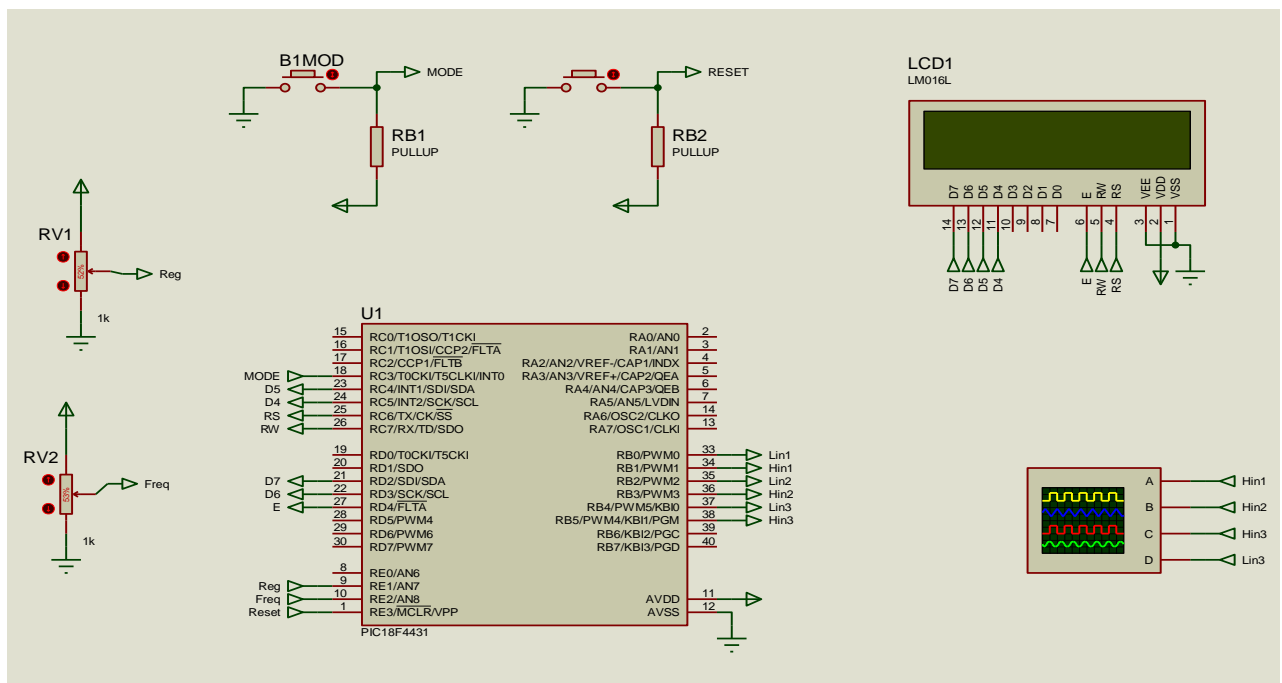 B1MOD
MODE
RB1
PULLUP
RESET
RB2
PULLUP
LCD1
LM016L
D7 D6 D5 D4 D3 D2 D1 D0 E RW RS VEE VDD VSS
14 13 12 11 10 9 8 7 6 5 4 3 2 1
D7 D6 D5 D4 E RW RS
RV1
52%
Reg
1k
RV2
53%
Freq
1k
U1
15 RC0/T1OSO/T1CKI
16 RC1/T1OSI/CCP2/FLTA
17 RC2/CCP1/FLTB
MODE 18 RC3/T0CKI/T5CLKI/INT0
D5 23 RC4/INT1/SDI/SDA
D4 24 RC5/INT2/SCK/SCL
RS 25 RC6/TX/CK/SS
RW 26 RC7/RX/TD/SDO
19 RD0/T0CKI/T5CKI
20 RD1/SDO
D7 21 RD2/SDI/SDA
D6 22 RD3/SCK/SCL
E 27 RD4/FLTA
28 RD5/PWM4
29 RD6/PWM6
30 RD7/PWM7
8 RE0/AN6
Reg 9 RE1/AN7
Freq 10 RE2/AN8
Reset 1 RE3/MCLR/VPP
RA0/AN0 2
RA1/AN1 3
RA2/AN2/VREF-/CAP1/INDX 4
RA3/AN3/VREF+/CAP2/QEA 5
RA4/AN4/CAP3/QEB 6
RA5/AN5/LVDIN 7
RA6/OSC2/CLKO 14
RA7/OSC1/CLKI 13
RB0/PWM0 33 Lin1
RB1/PWM1 34 Hin1
RB2/PWM2 35 Lin2
RB3/PWM3 36 Hin2
RB4/PWM5/KBI0 37 Lin3
RB5/PWM4/KBI1/PGM 38 Hin3
RB6/KBI2/PGC 39
RB7/KBI3/PGD 40
AVDD 11
AVSS 12
PIC18F4431
A Hin1
B Hin2
C Hin3
D Lin3